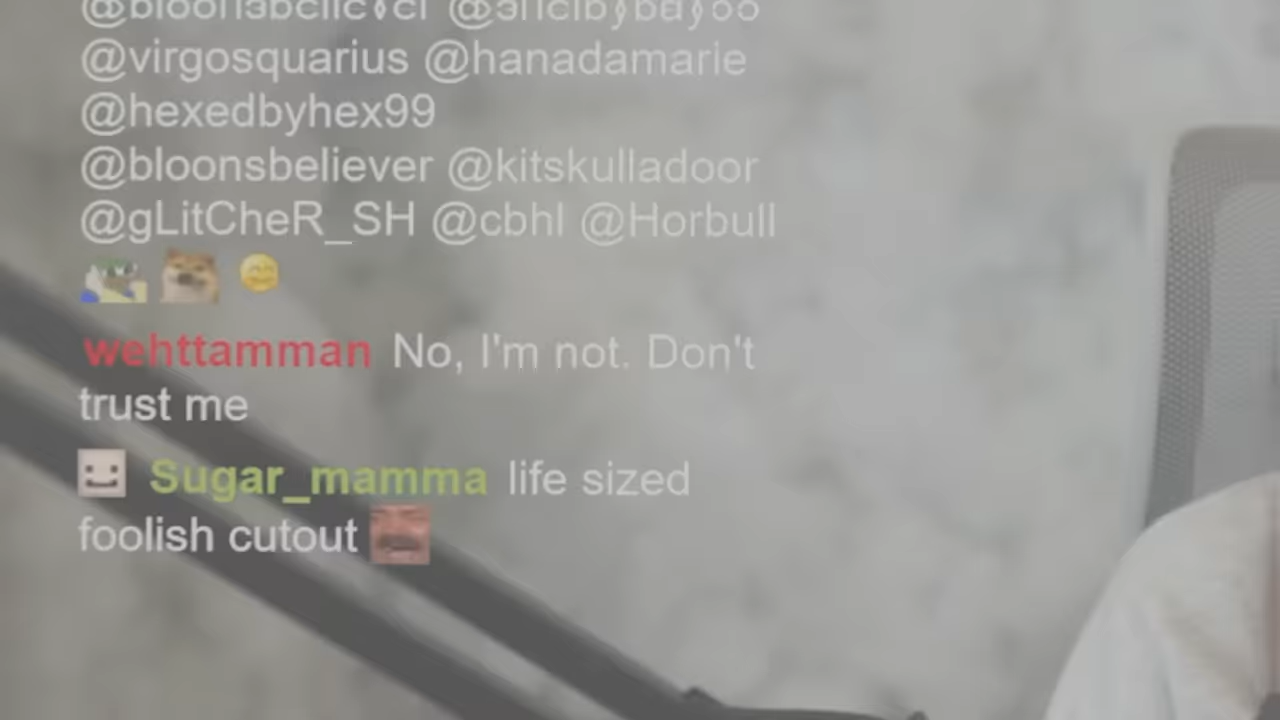 @virgosquarius @hanadamarie
@hexedbyhex99
@bloonsbeliever @kitskulladoor
@gLitCheR_SH @cbhl @Horbull
wehttamman No, I'm not. Don't
trust me
Sugar_mamma life sized
foolish cutout